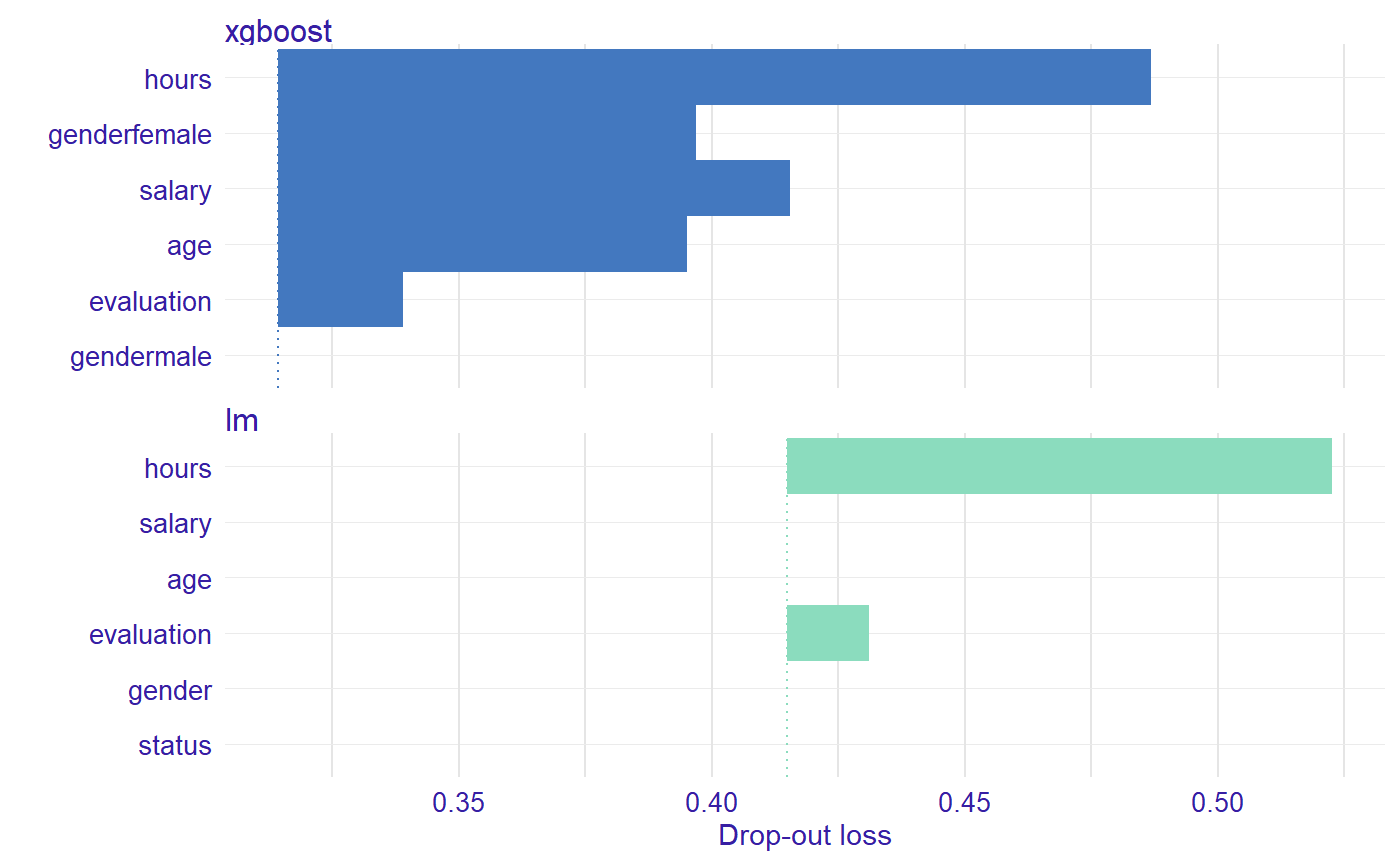 xgboost
hours
genderfemale
salary
age
evaluation
gendermale
lm
hours
salary
age
evaluation
gender
status
0.35 0.40 0.45 0.50
Drop-out loss